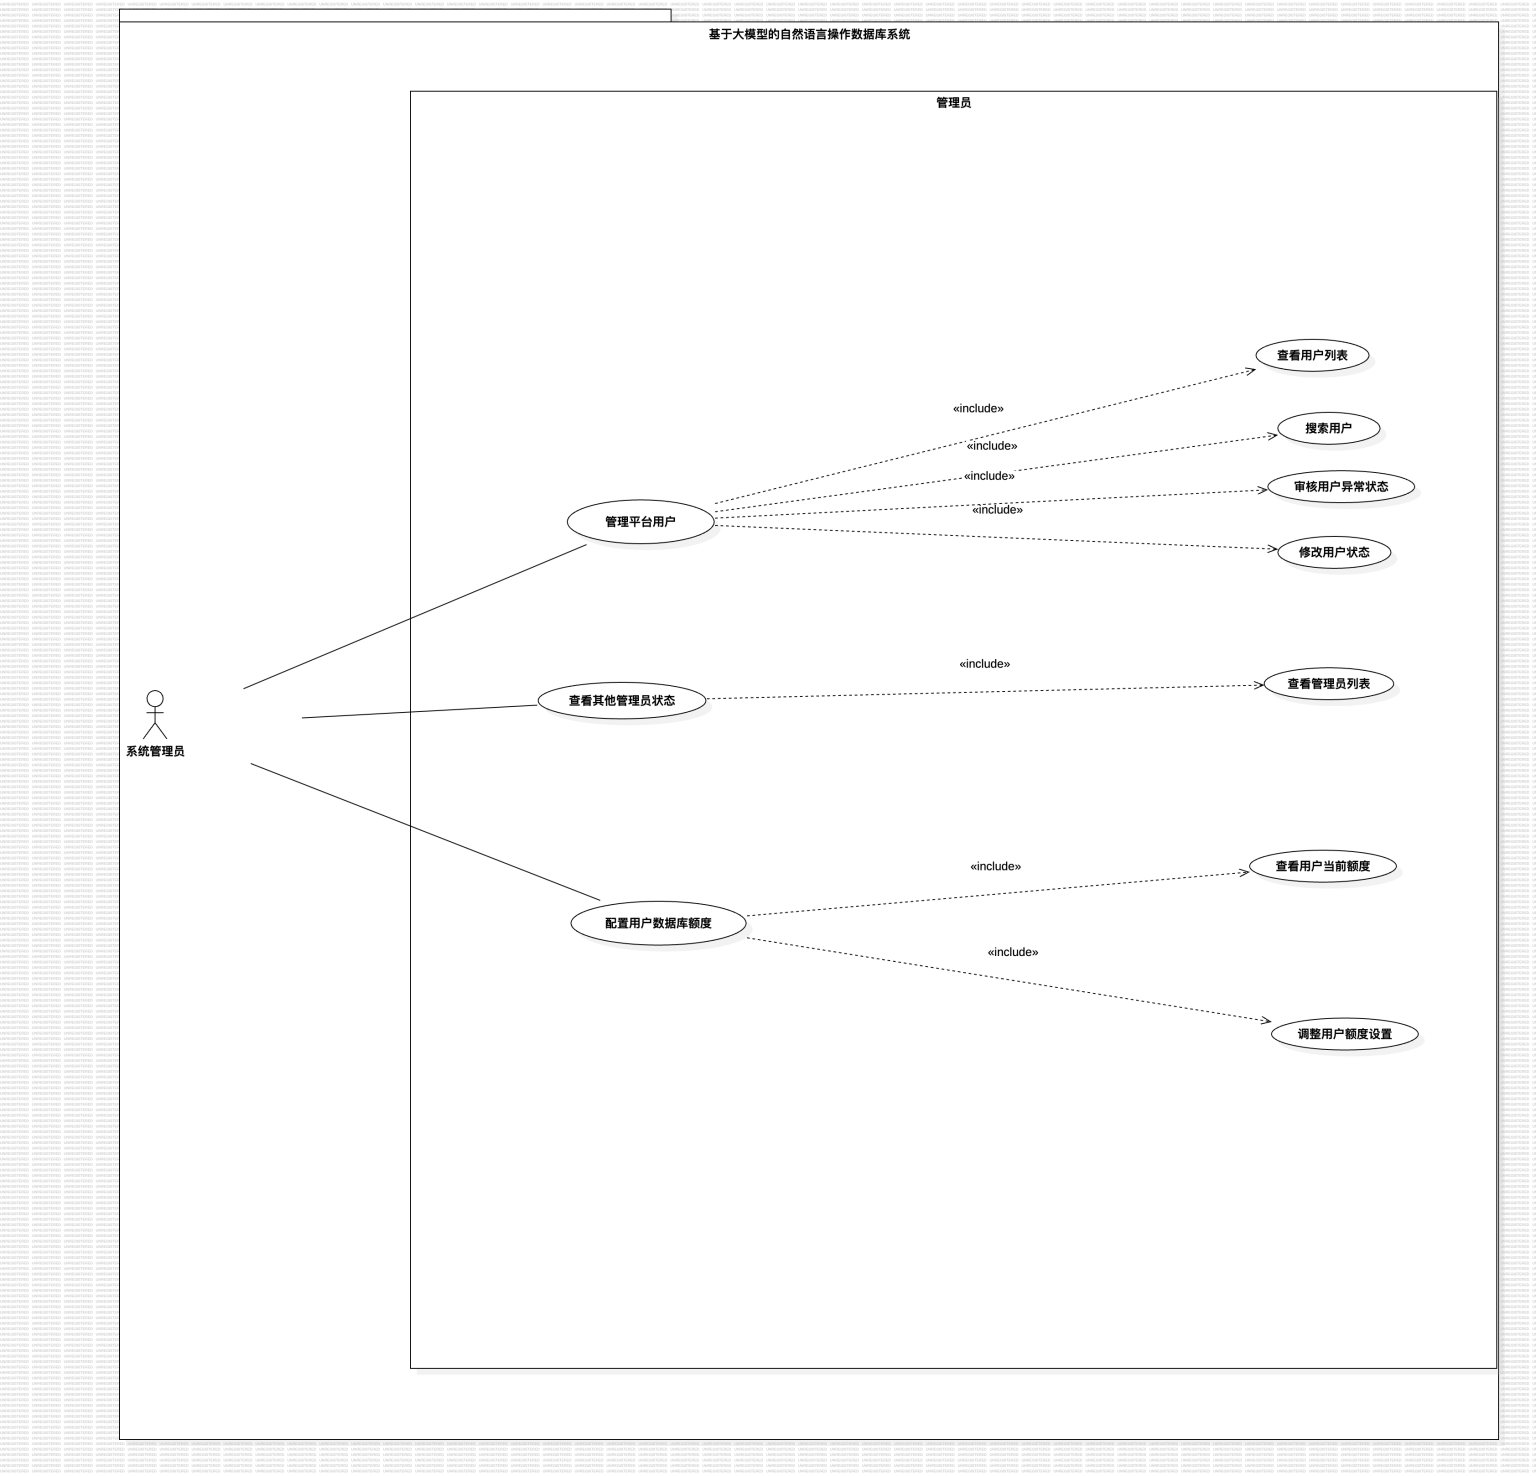 基于大模型的自然语言操作数据库系统
管理员
查看用户列表
«include»
搜索用户
«include»
«include»
审核用户异常状态
«include»
管理平台用户
修改用户状态
«include»
查看管理员列表
查看其他管理员状态
系统管理员
«include»
查看用户当前额度
配置用户数据库额度
«include»
调整用户额度设置